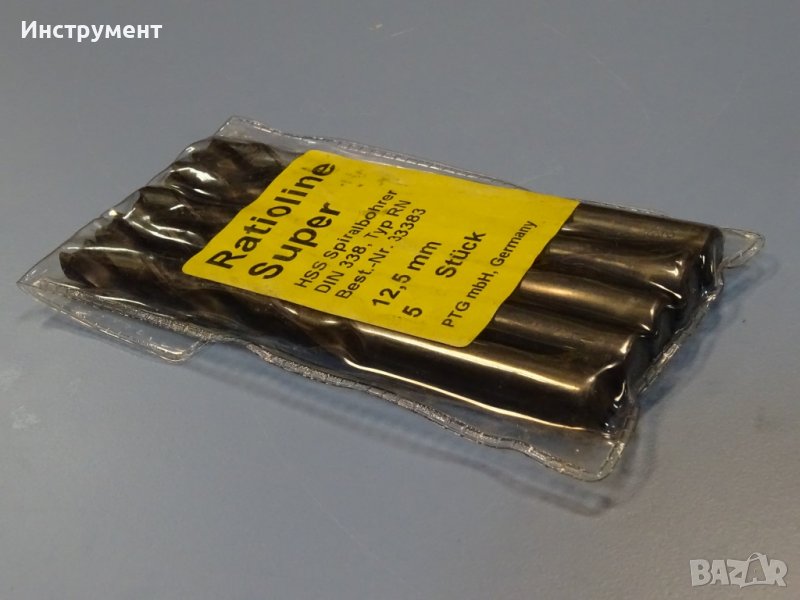 Инструмент
Ratioline
Super
HSS Spiralbohrer
DIN 338, Typ RN
Best.-Nr. 33383
12,5 mm
5 Stück
PTG mbH, Germany
BAZAR